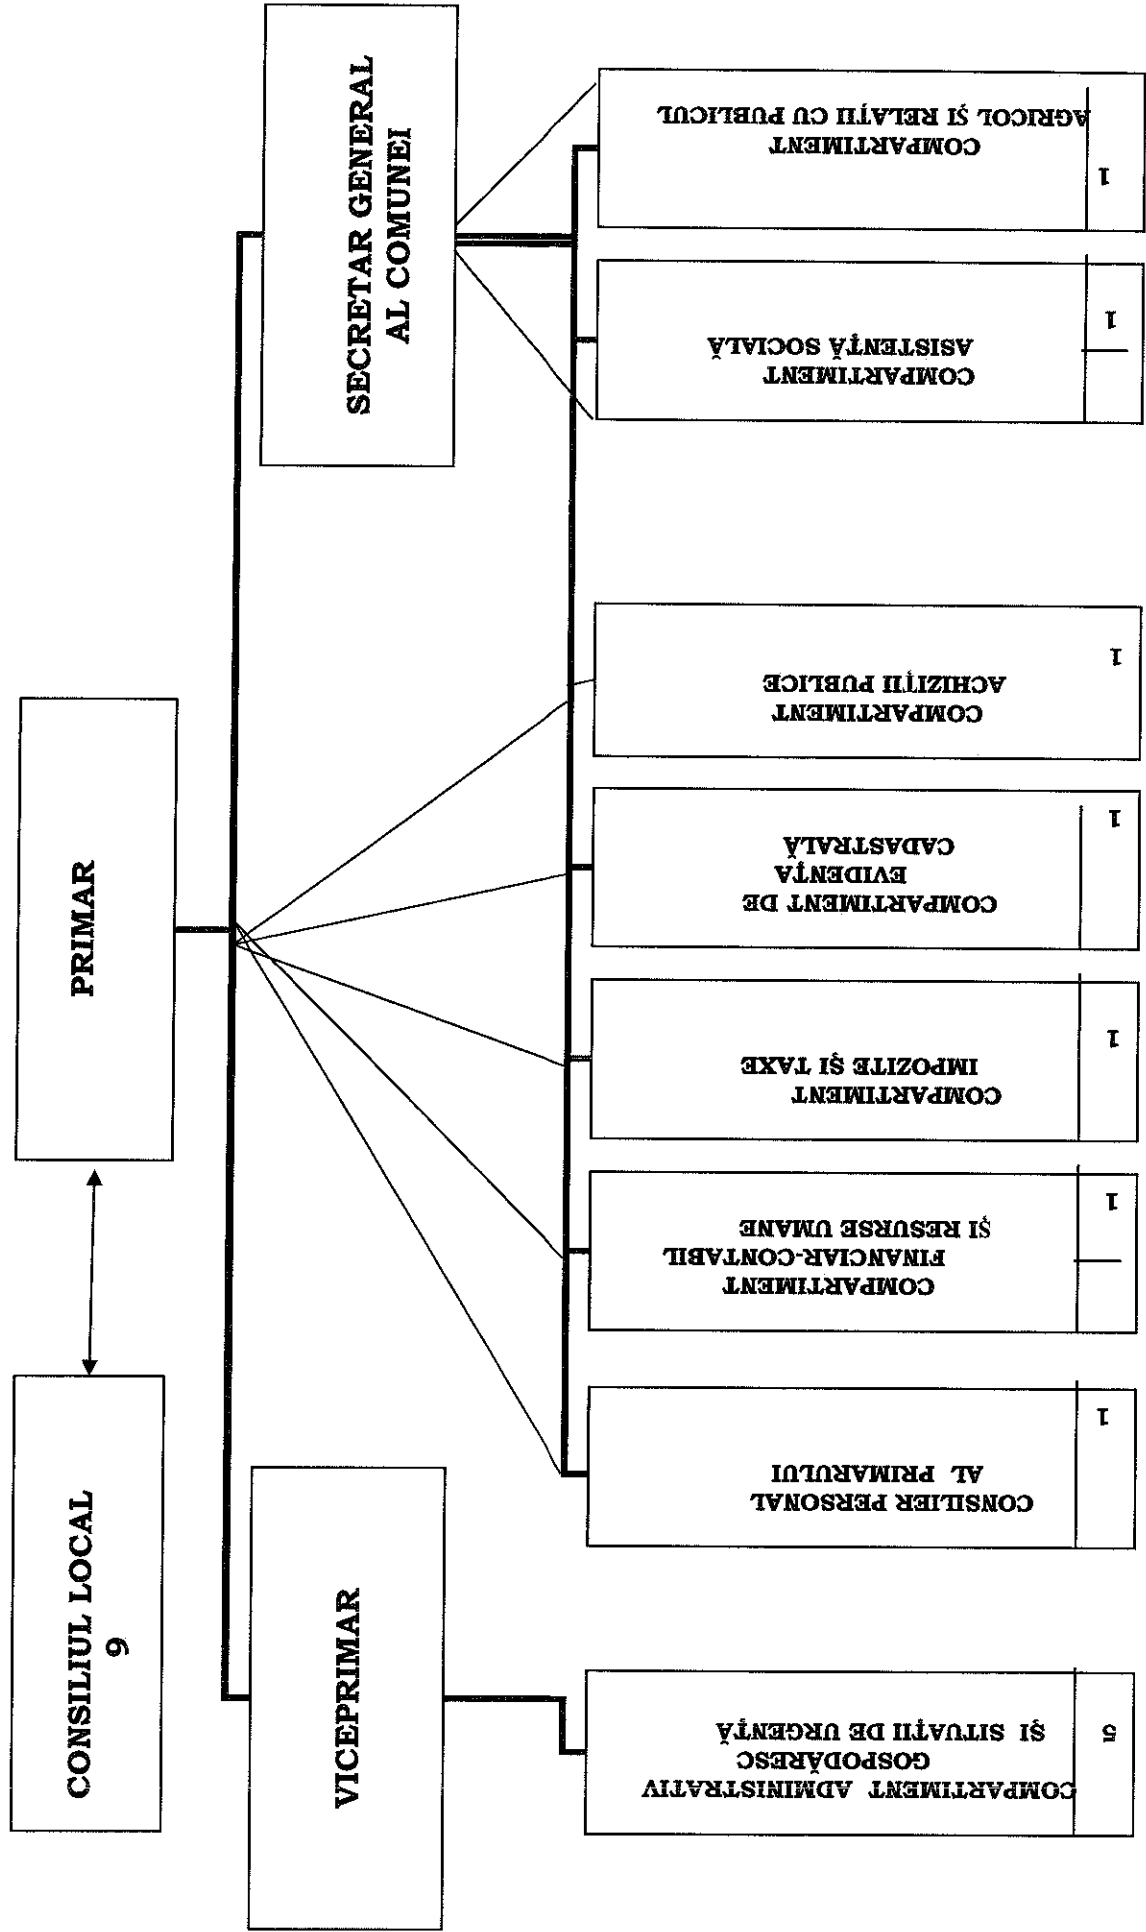 CONSILIUL LOCAL
9
PRIMAR
VICEPRIMAR
SECRETAR GENERAL
AL COMUNEI
COMPARTIMENT ADMINISTRATIV
GOSPODĂRESC
ŞI SITUAŢII DE URGENŢĂ
5
CONSILIER PERSONAL
AL PRIMARULUI
1
COMPARTIMENT
FINANCIAR-CONTABIL
ŞI RESURSE UMANE
1
COMPARTIMENT
IMPOZITE ŞI TAXE
1
COMPARTIMENT DE
EVIDENŢA
CADASTRALĂ
1
COMPARTIMENT
ACHIZIŢII PUBLICE
1
COMPARTIMENT
ASISTENŢĂ SOCIALĂ
1
COMPARTIMENT
AGRICOL ŞI RELAŢII CU PUBLICUL
1